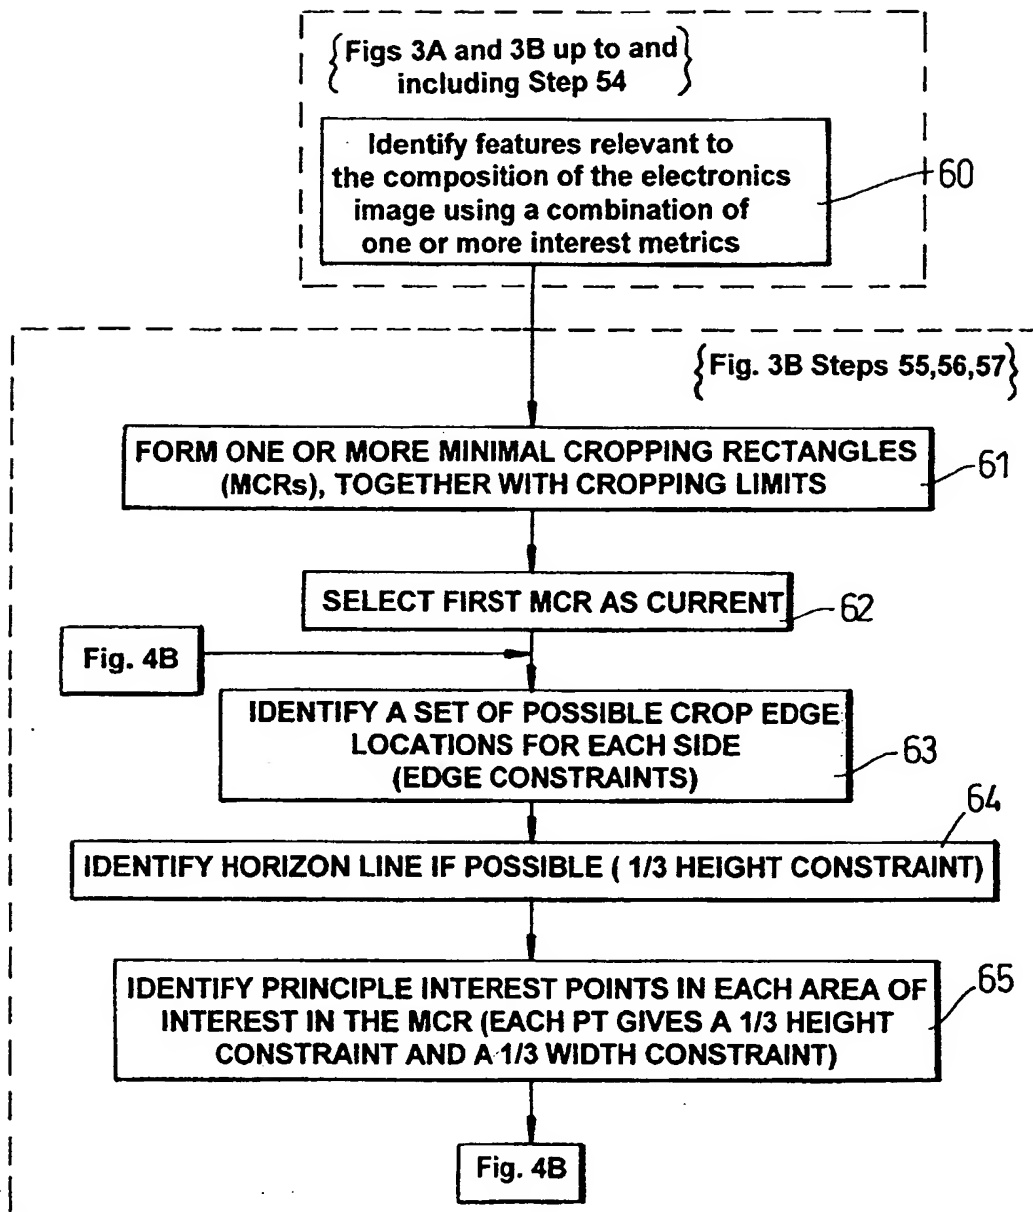 {Figs 3A and 3B up to and
including Step 54}
Identify features relevant to
the composition of the electronics
image using a combination of
one or more interest metrics
60
{Fig. 3B Steps 55,56,57}
FORM ONE OR MORE MINIMAL CROPPING RECTANGLES
(MCRs), TOGETHER WITH CROPPING LIMITS
61
SELECT FIRST MCR AS CURRENT
62
Fig. 4B
IDENTIFY A SET OF POSSIBLE CROP EDGE
LOCATIONS FOR EACH SIDE
(EDGE CONSTRAINTS)
63
64
IDENTIFY HORIZON LINE IF POSSIBLE ( 1/3 HEIGHT CONSTRAINT)
IDENTIFY PRINCIPLE INTEREST POINTS IN EACH AREA OF
INTEREST IN THE MCR (EACH PT GIVES A 1/3 HEIGHT
CONSTRAINT AND A 1/3 WIDTH CONSTRAINT)
65
Fig. 4B